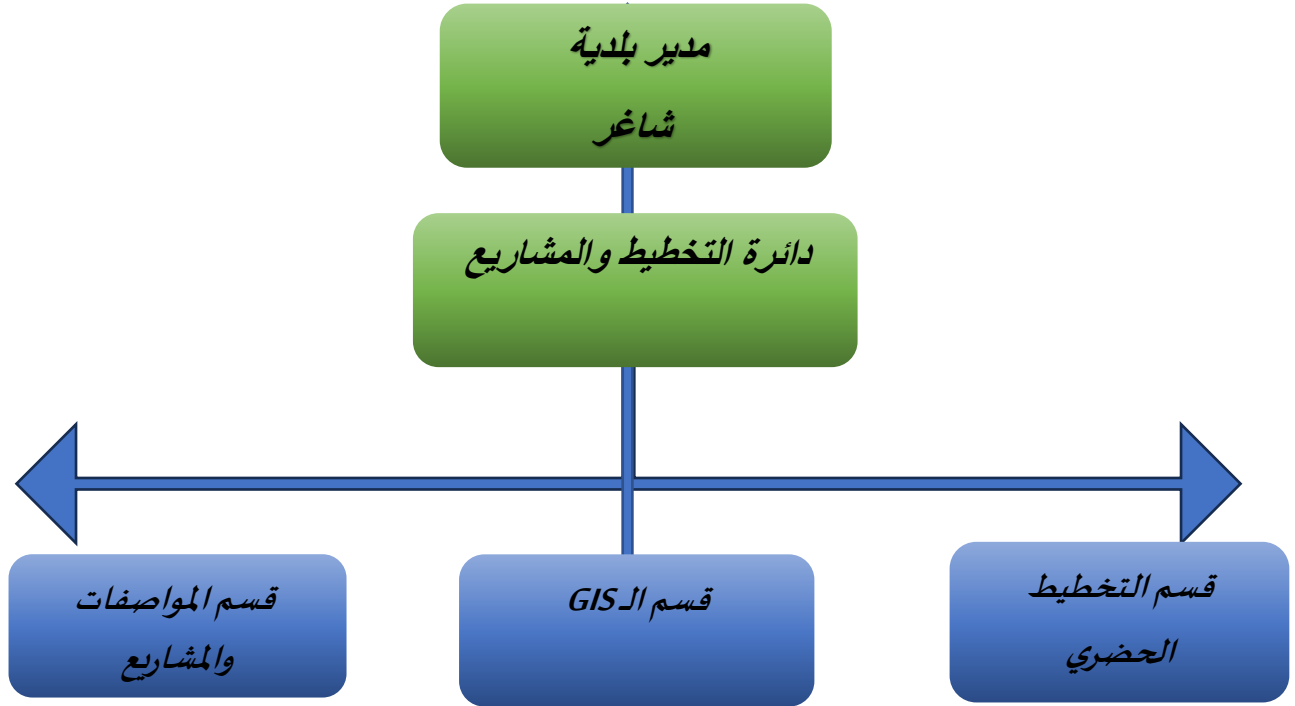 مدير بلدية
شاغر
دائرة التخطيط والمشاريع
قسم التخطيط
الحضري
قسم الـ GIS
قسم المواصفات
والمشاريع